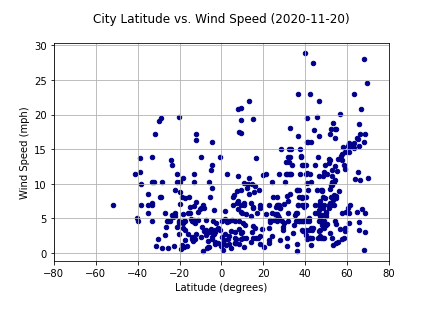 City Latitude vs. Wind Speed (2020-11-20)
30
25
20
15
10
5
0
Wind Speed (mph)
−80 −60 −40 −20 0 20 40 60 80
Latitude (degrees)